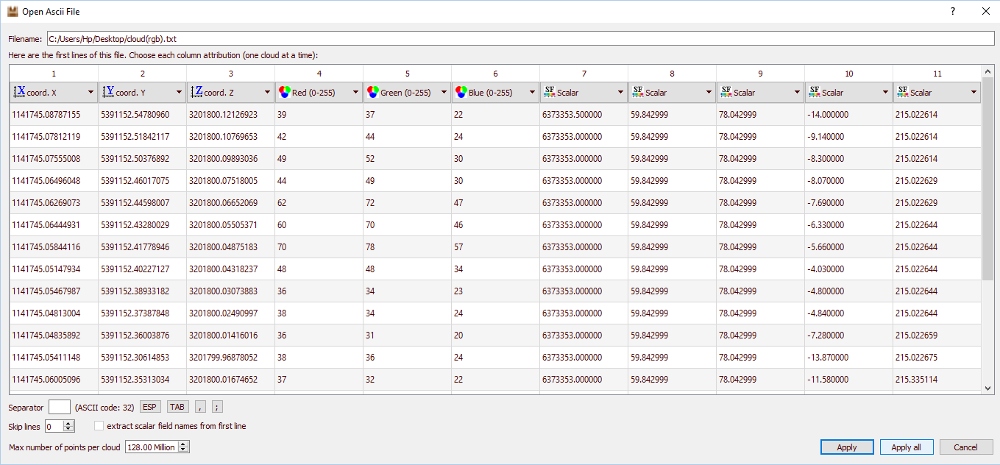 Open Ascii File
?
Filename: C:/Users/Hp/Desktop/cloud(rgb).txt
Here are the first lines of this file. Choose each column attribution (one cloud at a time):
1 2 3 4 5 6 7 8 9 10 11
X coord. X Y coord. Y Z coord. Z Red (0-255) Green (0-255) Blue (0-255) SF Scalar SF Scalar SF Scalar SF Scalar SF Scalar
1141745.08787155 5391152.54780960 3201800.12126923 39 37 22 6373353.500000 59.842999 78.042999 -14.000000 215.022614
1141745.07812119 5391152.51842117 3201800.10769653 42 44 24 6373353.000000 59.842999 78.042999 -9.140000 215.022614
1141745.07555008 5391152.50376892 3201800.09893036 49 52 30 6373353.000000 59.842999 78.042999 -8.300000 215.022614
1141745.06496048 5391152.46017075 3201800.07518005 44 49 30 6373353.000000 59.842999 78.042999 -8.070000 215.022629
1141745.06269073 5391152.44598007 3201800.06652069 62 72 47 6373353.000000 59.842999 78.042999 -7.690000 215.022629
1141745.06444931 5391152.43280029 3201800.05505371 60 70 46 6373353.000000 59.842999 78.042999 -6.330000 215.022644
1141745.05844116 5391152.41778946 3201800.04875183 70 78 57 6373353.000000 59.842999 78.042999 -5.660000 215.022644
1141745.05147934 5391152.40227127 3201800.04318237 48 48 34 6373353.000000 59.842999 78.042999 -4.030000 215.022644
1141745.05467987 5391152.38933182 3201800.03073883 36 34 23 6373353.000000 59.842999 78.042999 -4.800000 215.022644
1141745.04813004 5391152.37387848 3201800.02490997 38 34 24 6373353.000000 59.842999 78.042999 -4.840000 215.022644
1141745.04835892 5391152.36003876 3201800.01416016 36 31 20 6373353.000000 59.842999 78.042999 -7.280000 215.022659
1141745.05411148 5391152.30614853 3201799.96878052 38 36 24 6373353.000000 59.842999 78.042999 -13.870000 215.022675
1141745.06005096 5391152.35313034 3201800.01674652 37 32 22 6373353.000000 59.842999 78.042999 -11.580000 215.335114
Separator (ASCII code: 32) ESP TAB , ;
Skip lines 0 extract scalar field names from first line
Max number of points per cloud 128.00 Million
Apply Apply all Cancel